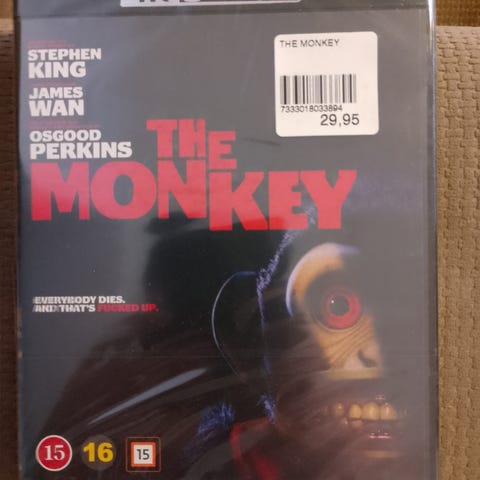 STEPHEN
KING
JAMES
WAN
OSGOOD
PERKINS
THE
MONKEY
EVERYBODY DIES.
AND THAT'S FUCKED UP.
THE MONKEY
7333018033894
29,95
15
16
15